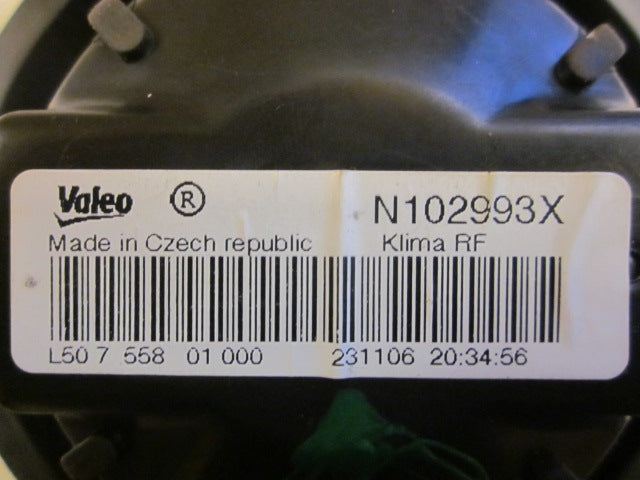 Valeo ® N102993X
Made in Czech republic Klima RF
L50 7 558 01 000 231106 20:34:56